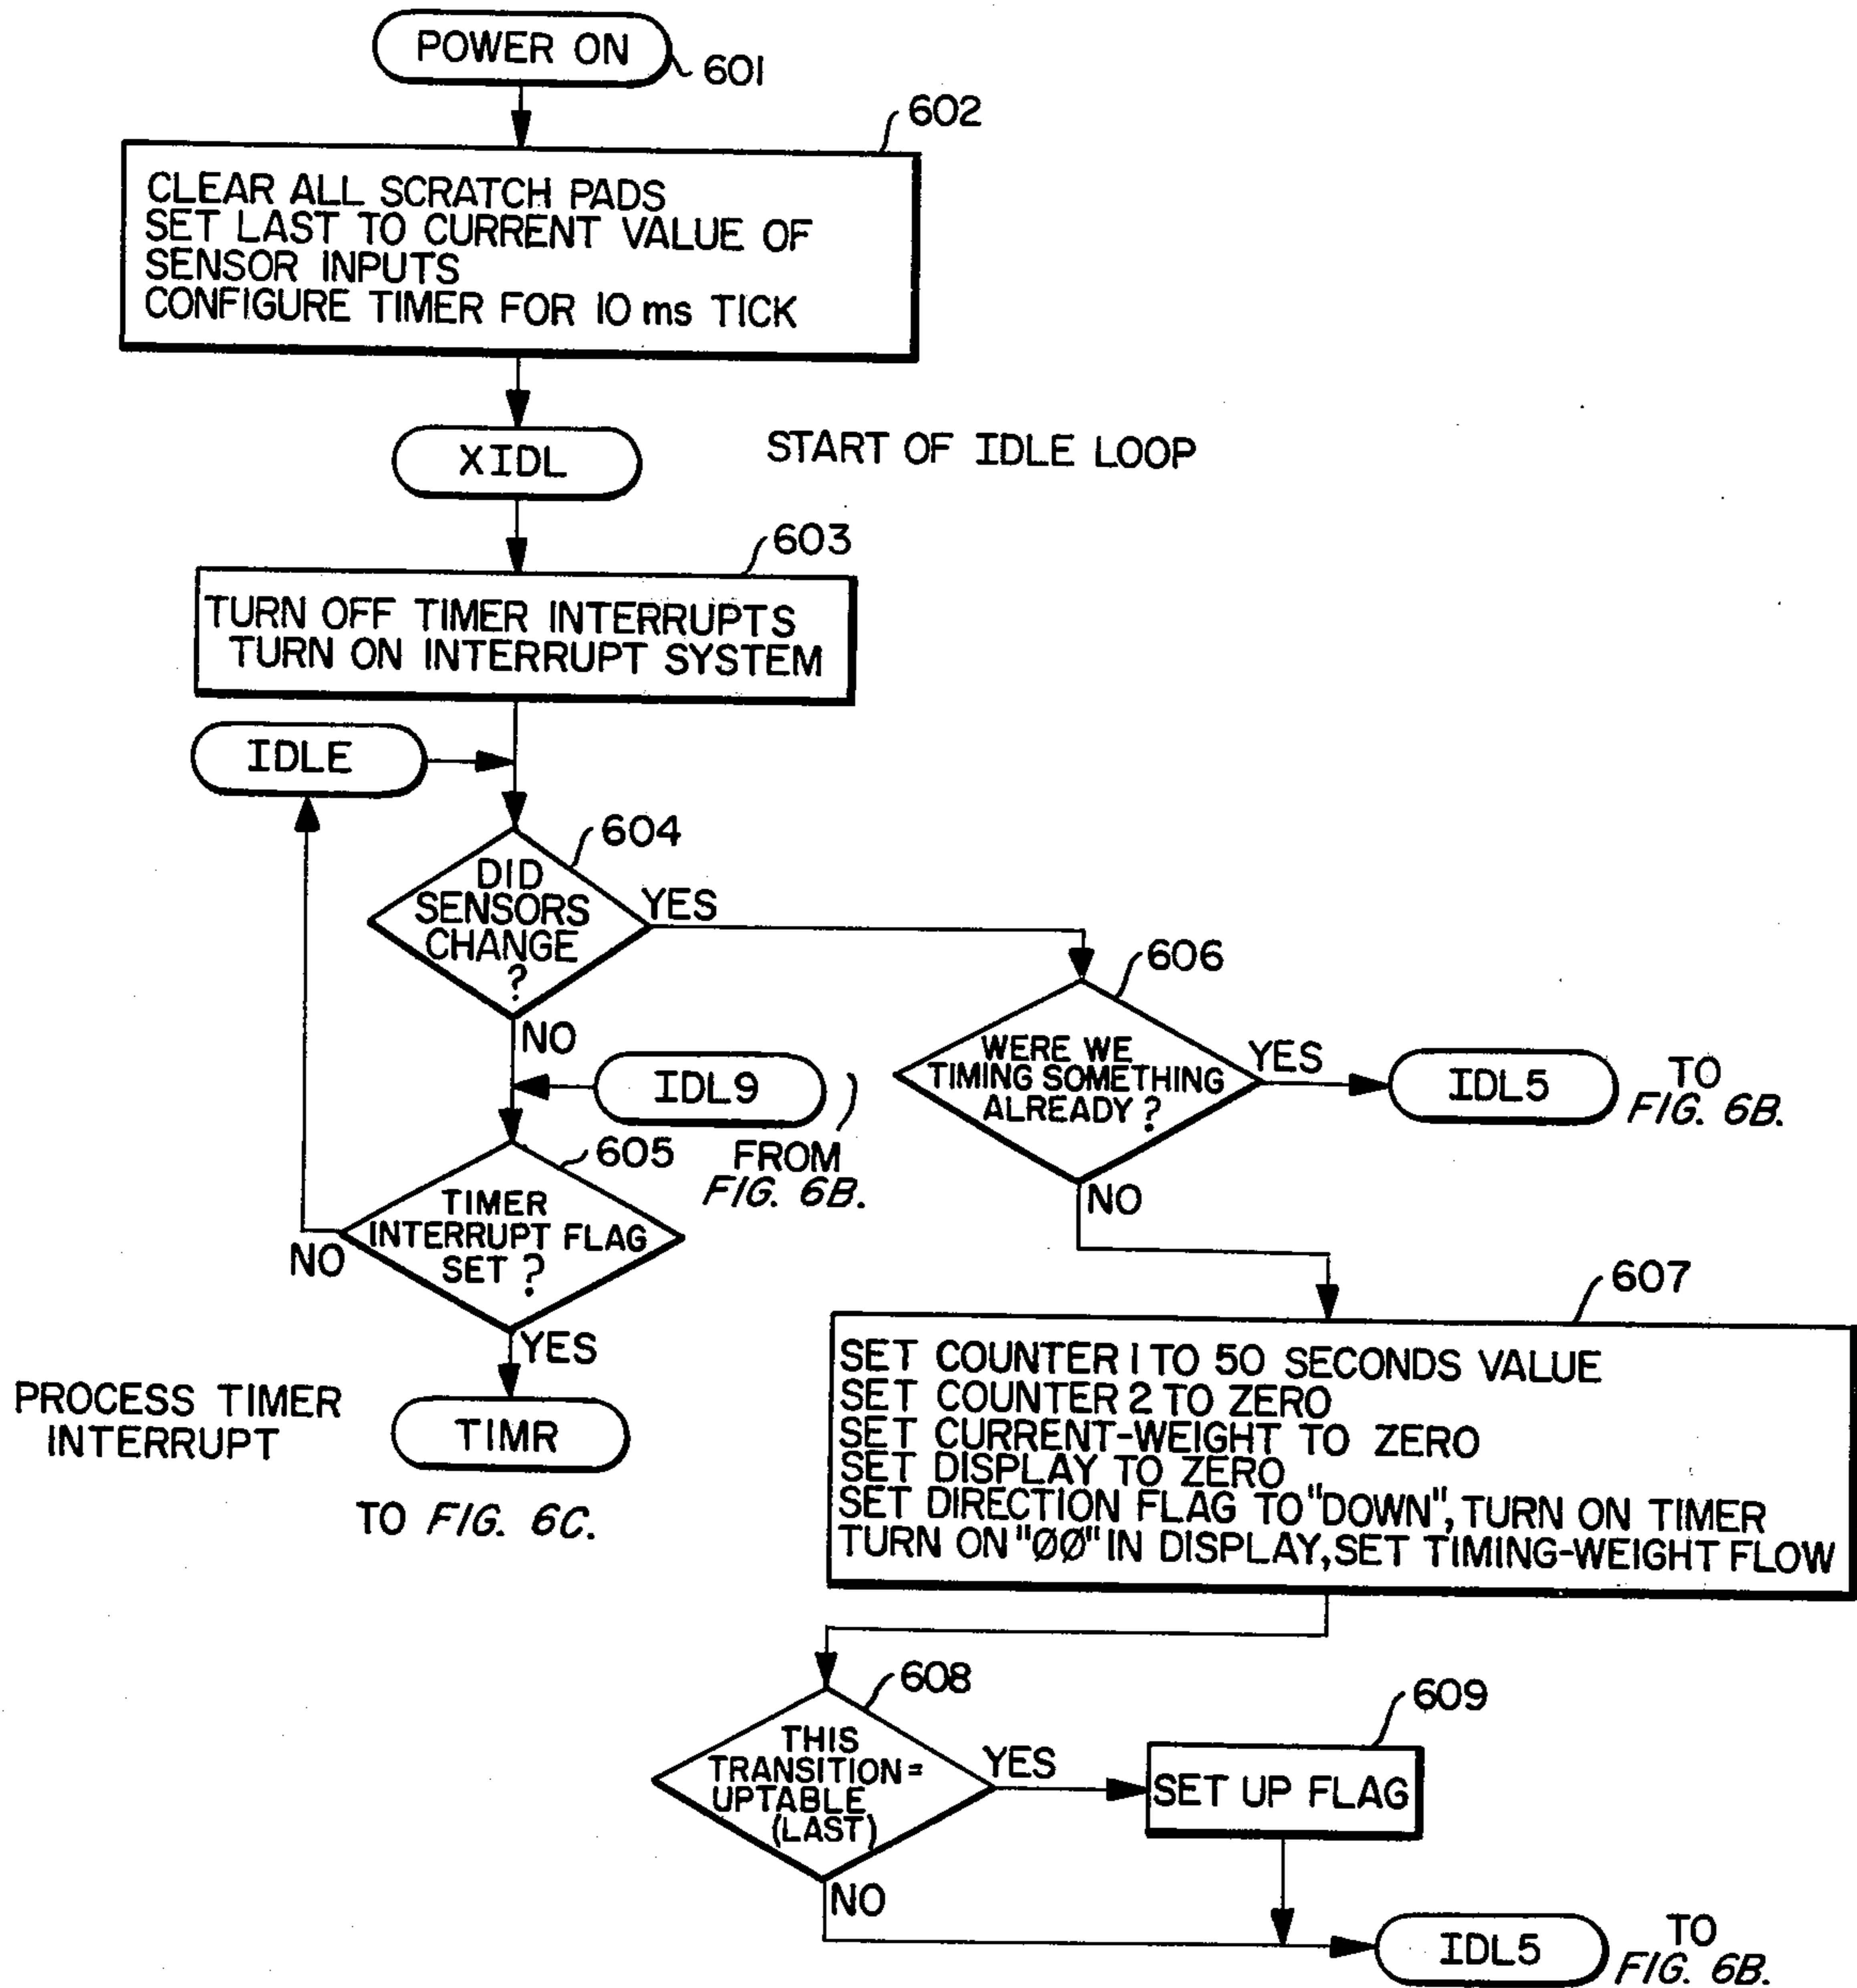 POWER ON
601
602
CLEAR ALL SCRATCH PADS
SET LAST TO CURRENT VALUE OF
SENSOR INPUTS
CONFIGURE TIMER FOR 10 ms TICK
XIDL
START OF IDLE LOOP
603
TURN OFF TIMER INTERRUPTS
TURN ON INTERRUPT SYSTEM
IDLE
604
DID
SENSORS
CHANGE
?
YES
NO
606
WERE WE
TIMING SOMETHING
ALREADY?
YES
IDL5
TO
FIG. 6B.
NO
IDL9
FROM
FIG. 6B.
605
TIMER
INTERRUPT FLAG
SET ?
NO
YES
PROCESS TIMER
INTERRUPT
TIMR
TO FIG. 6C.
607
SET COUNTER 1 TO 50 SECONDS VALUE
SET COUNTER 2 TO ZERO
SET CURRENT-WEIGHT TO ZERO
SET DISPLAY TO ZERO
SET DIRECTION FLAG TO "DOWN", TURN ON TIMER
TURN ON "ØØ" IN DISPLAY, SET TIMING-WEIGHT FLOW
608
THIS
TRANSITION =
UPTABLE
(LAST)
YES
NO
609
SET UP FLAG
IDL5
TO
FIG. 6B.